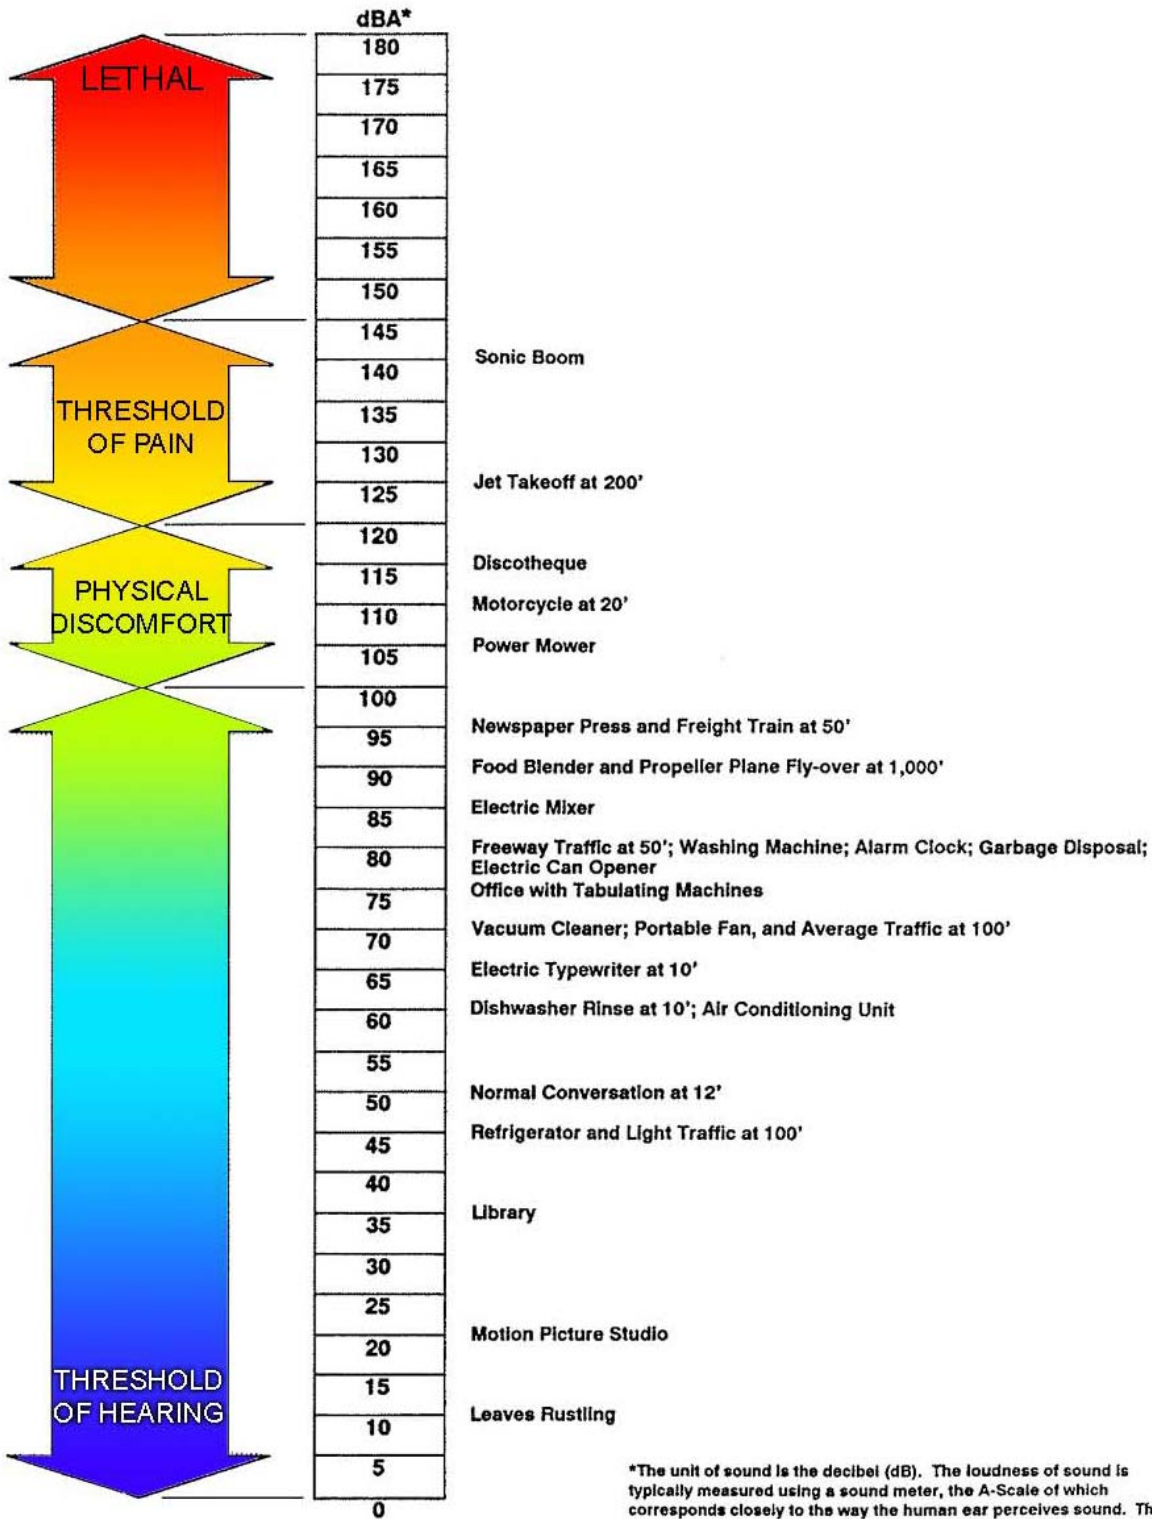 dBA*
180
LETHAL
175
170
165
160
155
150
145
Sonic Boom
140
THRESHOLD
OF PAIN
135
130
Jet Takeoff at 200'
125
120
Discotheque
115
PHYSICAL
DISCOMFORT
Motorcycle at 20'
110
Power Mower
105
100
Newspaper Press and Freight Train at 50'
95
Food Blender and Propeller Plane Fly-over at 1,000'
90
Electric Mixer
85
Freeway Traffic at 50'; Washing Machine; Alarm Clock; Garbage Disposal;
80
Electric Can Opener
Office with Tabulating Machines
75
Vacuum Cleaner; Portable Fan, and Average Traffic at 100'
70
Electric Typewriter at 10'
65
Dishwasher Rinse at 10'; Air Conditioning Unit
60
55
Normal Conversation at 12'
50
Refrigerator and Light Traffic at 100'
45
40
Library
35
30
25
Motion Picture Studio
20
15
THRESHOLD
OF HEARING
Leaves Rustling
10
5
0
*The unit of sound is the decibel (dB). The loudness of sound is
typically measured using a sound meter, the A-Scale of which
corresponds closely to the way the human ear perceives sound. Th